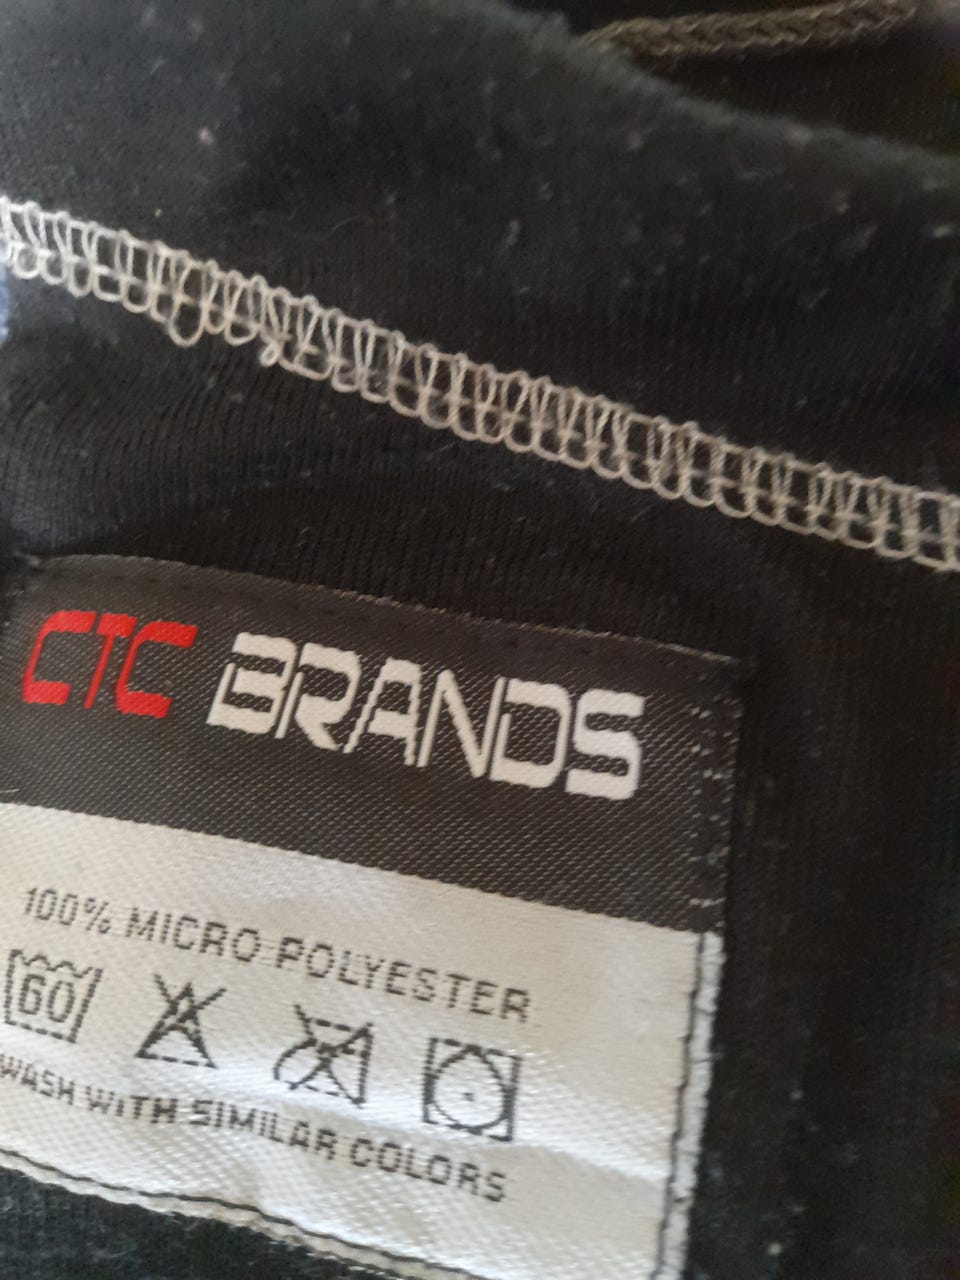 CTC BRANDS
100% MICRO POLYESTER
60
WASH WITH SIMILAR COLORS